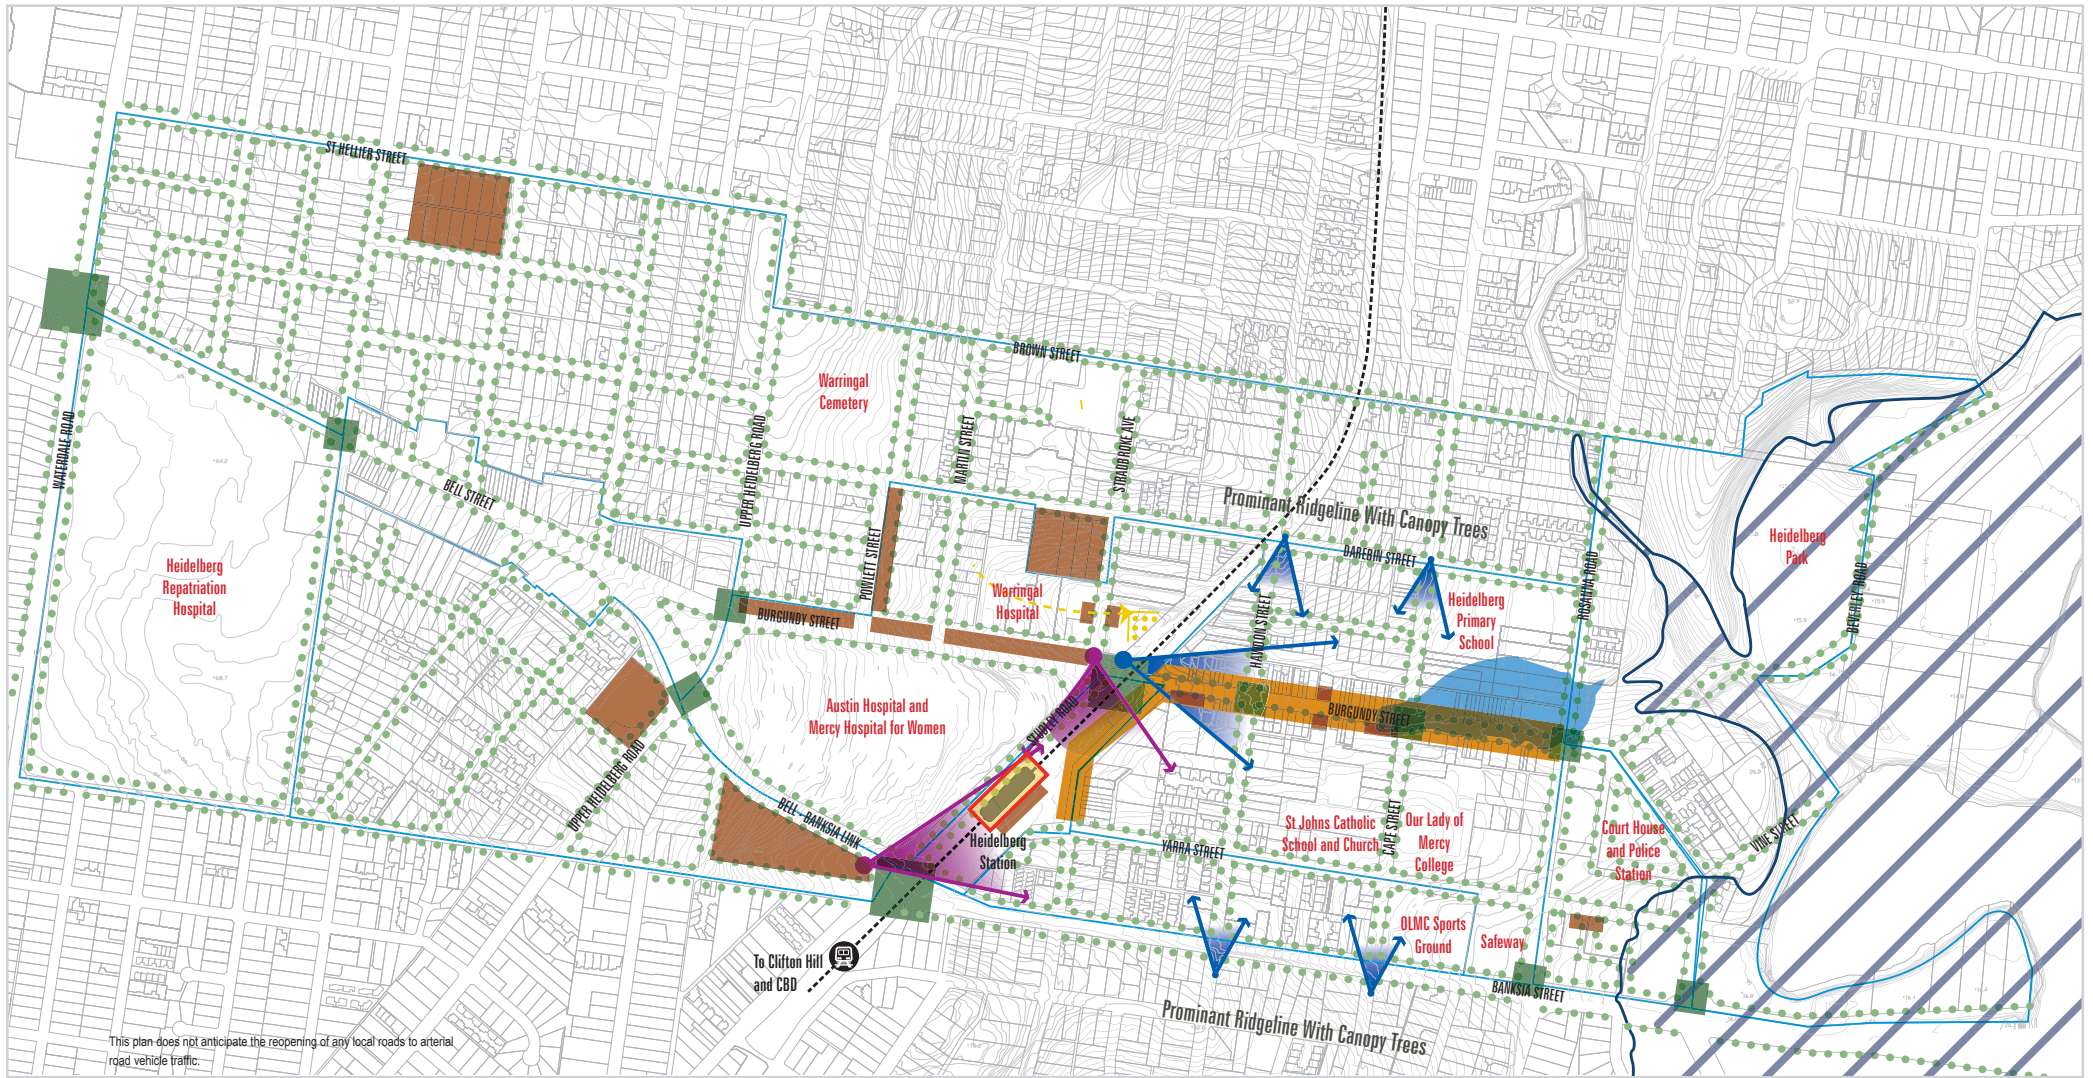 ST HELLIER STREET
BROWN STREET
Warringal
Cemetery
WATERDALE ROAD
BELL STREET
UPPER HEIDELBERG ROAD
MARTIN STREET
STRADBROKE AVE
Prominant Ridgeline With Canopy Trees
DAREBIN STREET
Heidelberg
Park
Heidelberg
Repatriation
Hospital
POWLETT STREET
Warringal
Hospital
BURGUNDY STREET
HAWDON STREET
Heidelberg
Primary
School
ROSANNA ROAD
BEVERLEY ROAD
Austin Hospital and
Mercy Hospital for Women
STUDLEY ROAD
BURGUNDY STREET
UPPER HEIDELBERG ROAD
BELL - BANKSIA LINK
Heidelberg
Station
YARRA STREET
St Johns Catholic
School and Church
CAPE STREET
Our Lady of
Mercy
College
Court House
and Police
Station
VINE STREET
OLMC Sports
Ground
Safeway
To Clifton Hill
and CBD
BANKSIA STREET
Prominant Ridgeline With Canopy Trees
This plan does not anticipate the reopening of any local roads to arterial
road vehicle traffic.